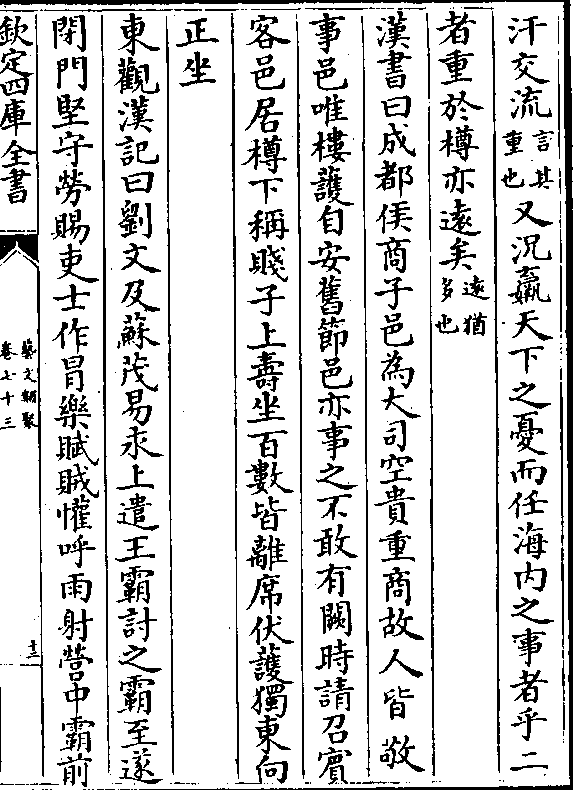 汗交流言其重也又況羸天下之憂而任海内之事者乎二
者重於樽亦遠矣遠猶多也
漢書曰成都侯商子邑為大司空貴重商故人皆敬
事邑唯樓護自安舊節邑亦事之不敢有闕時請召賓
客邑居樽下稱賤子上壽坐百數皆離席伏護獨東向
正坐
東觀漢記曰劉文及蘇茂易永上遣王霸討之霸至遂
閉門堅守勞賜吏士作冒樂賦賊懽呼雨射營中霸前
欽定四庫全書
藝文類聚
卷七十三
十三